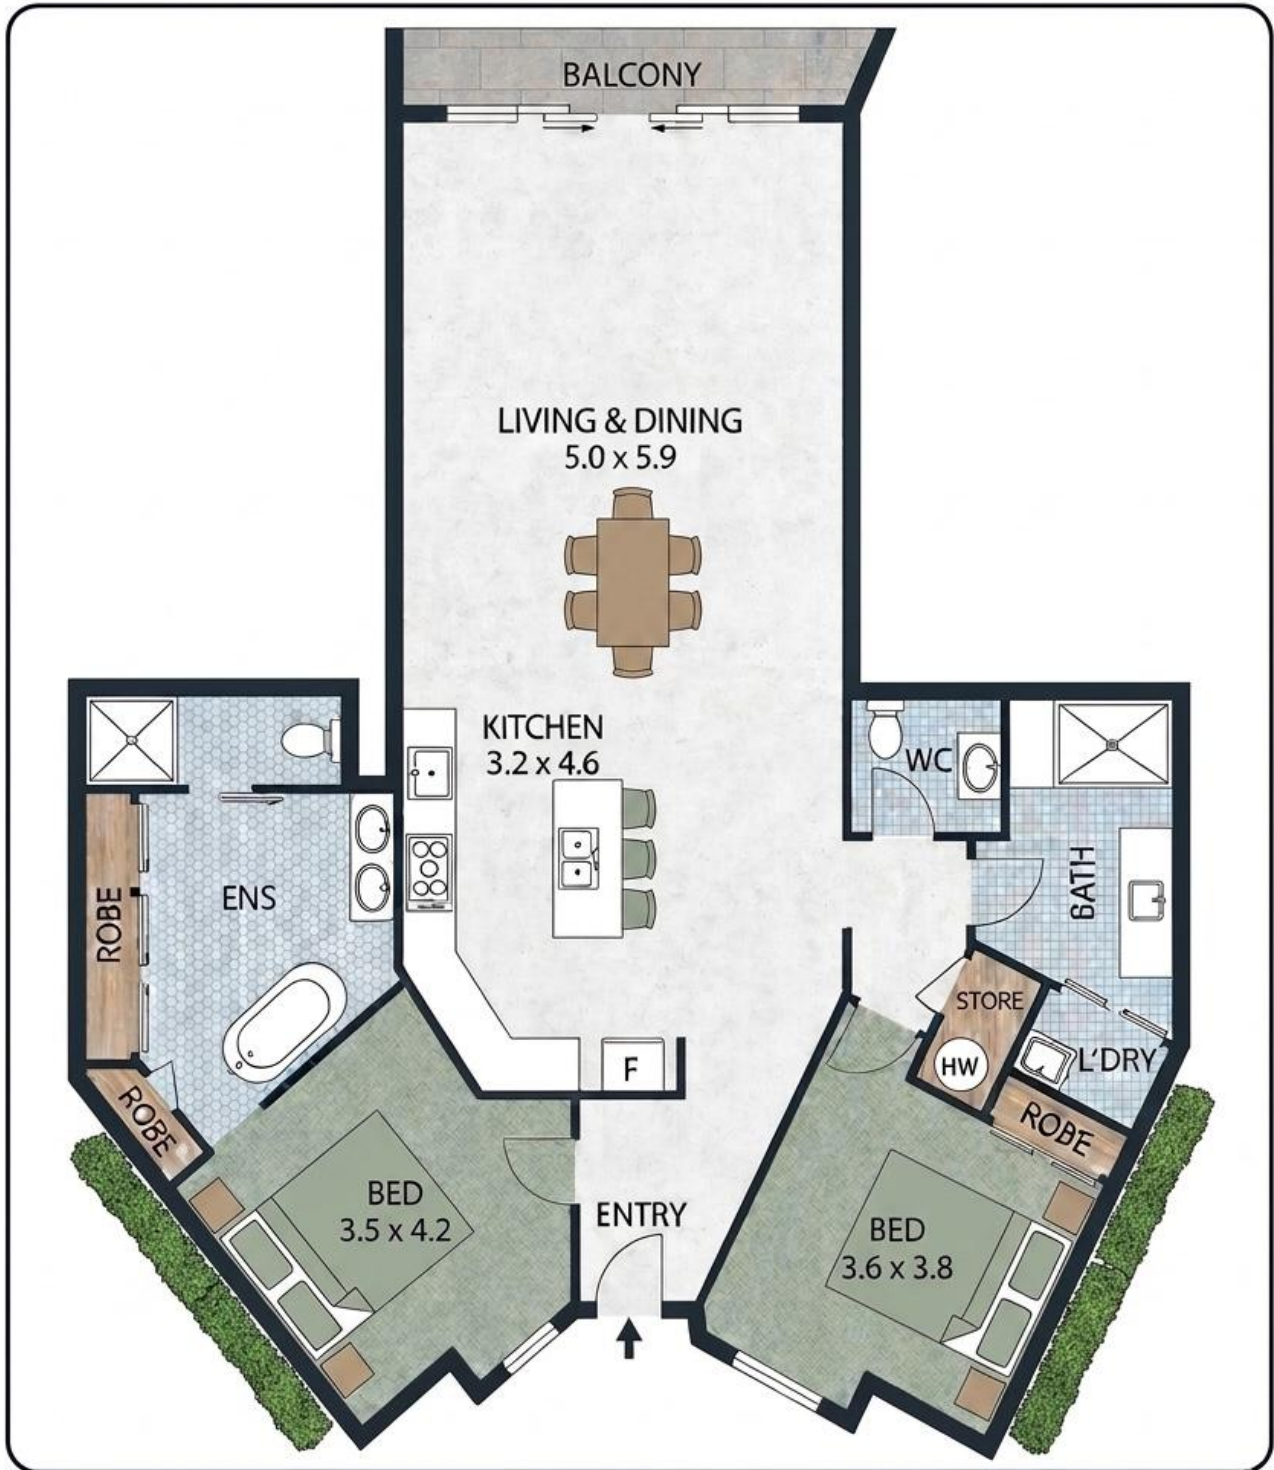 BALCONY
LIVING & DINING
5.0 x 5.9
KITCHEN
3.2 x 4.6
WC
ROBE
ENS
BATH
STORE
HW
L'DRY
F
ROBE
ROBE
BED
3.5 x 4.2
ENTRY
BED
3.6 x 3.8